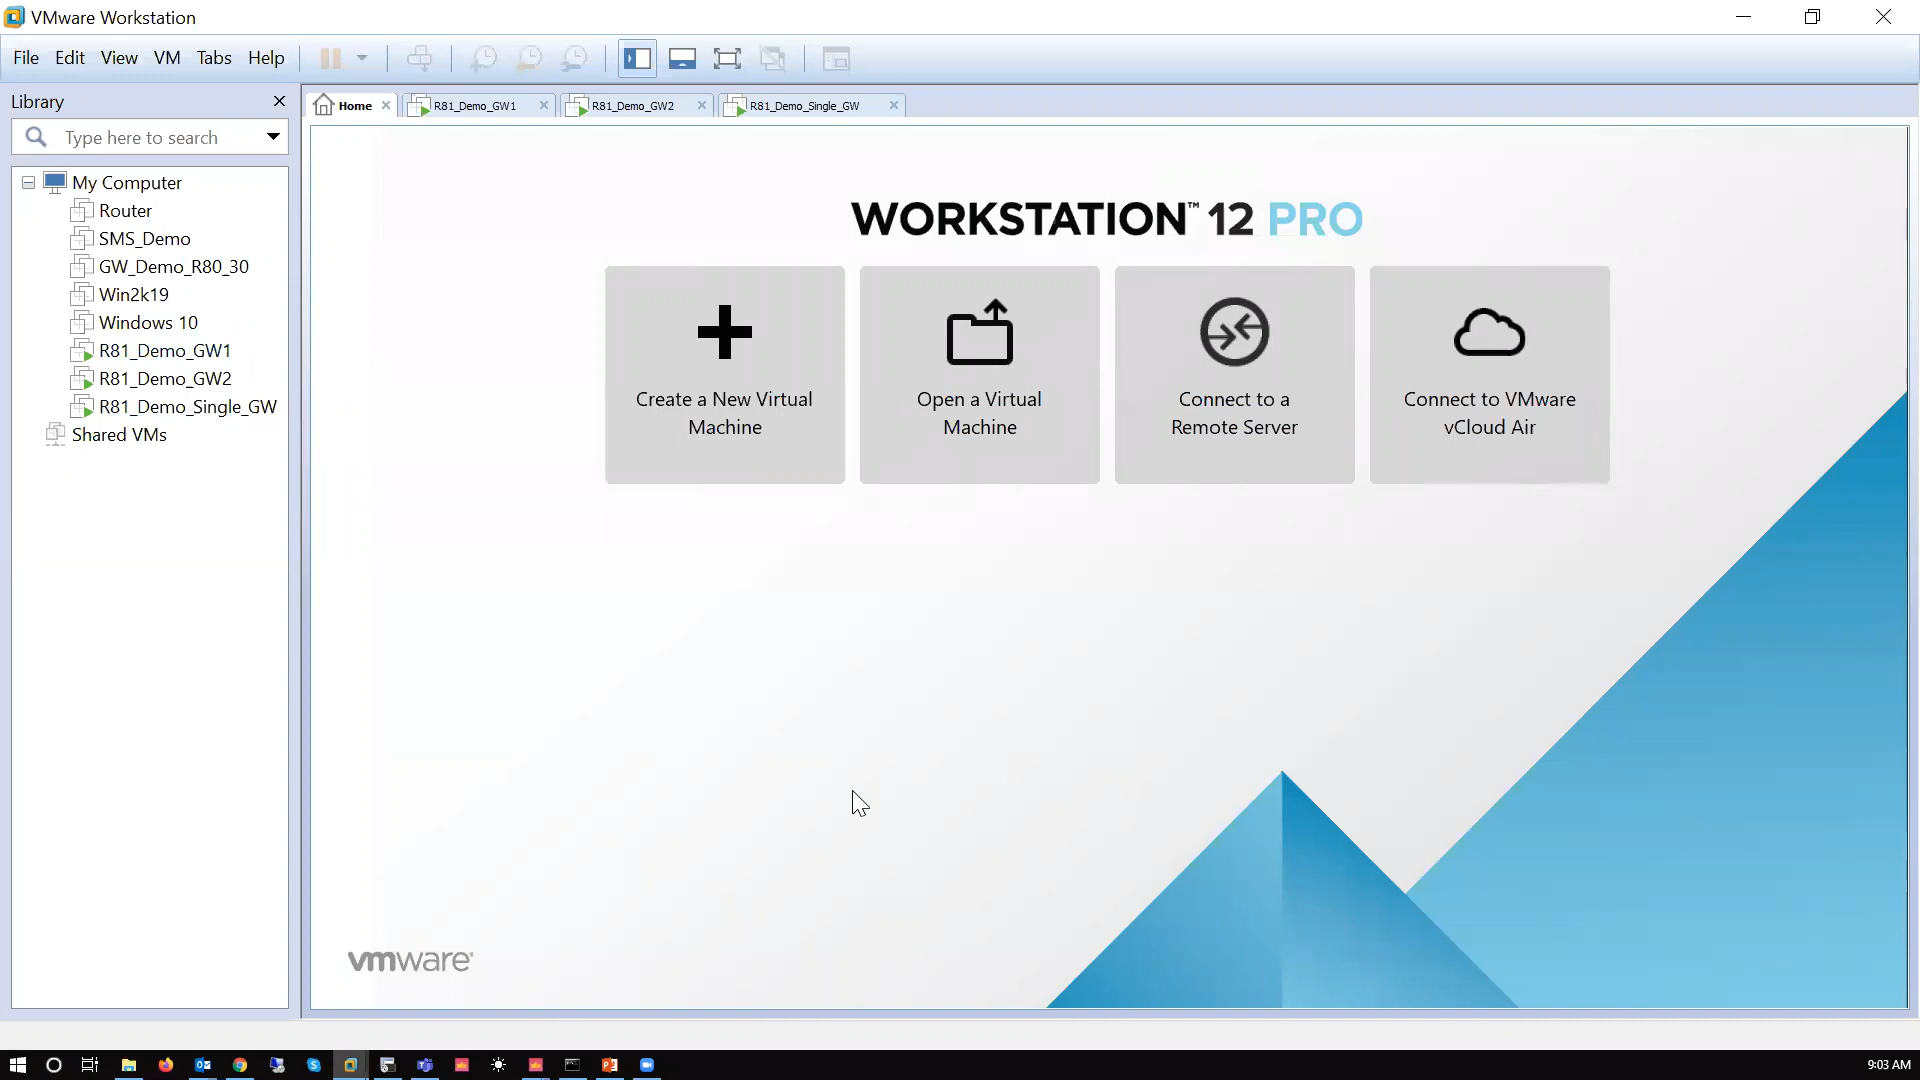 VMware Workstation
File Edit View VM Tabs Help
Library
Type here to search
My Computer
Router
SMS_Demo
GW_Demo_R80_30
Win2k19
Windows 10
R81_Demo_GW1
R81_Demo_GW2
R81_Demo_Single_GW
Shared VMs
Home R81_Demo_GW1 R81_Demo_GW2 R81_Demo_Single_GW
WORKSTATION™ 12 PRO
Create a New Virtual
Machine
Open a Virtual
Machine
Connect to a
Remote Server
Connect to VMware
vCloud Air
vmware®
9:03 AM